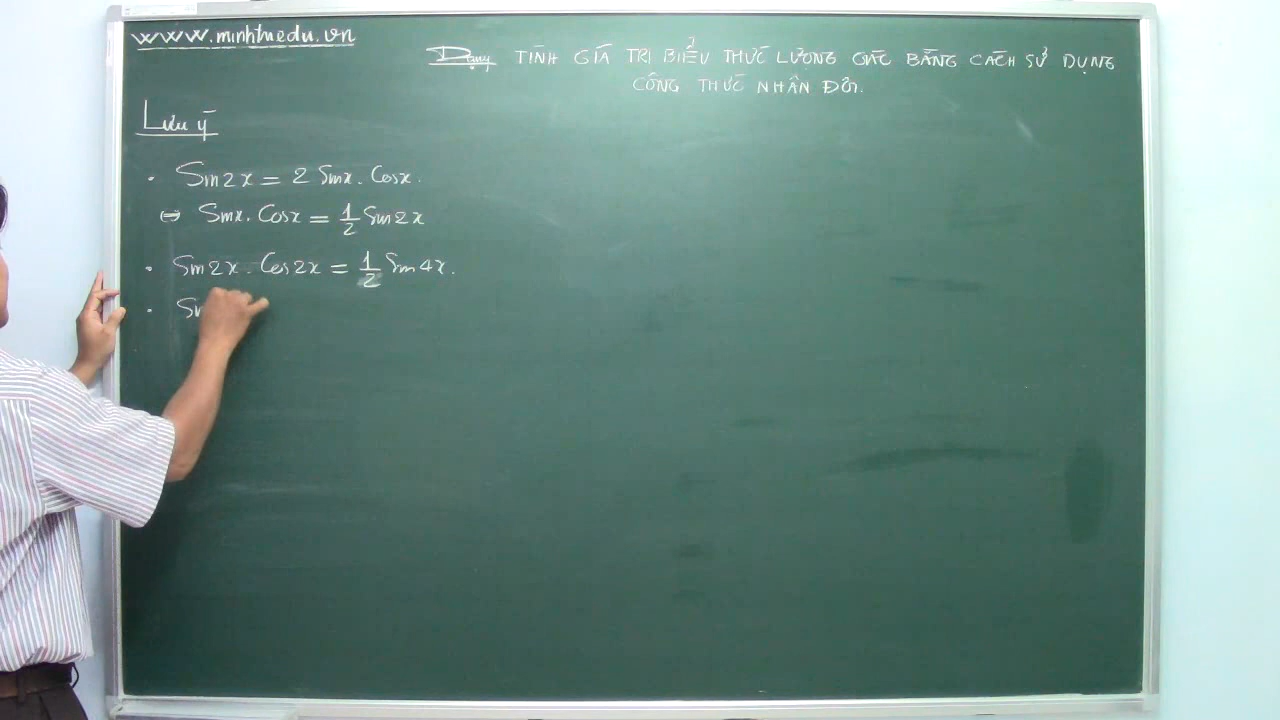 www.minhtuedu.vn
Dạng TÍNH GIÁ TRỊ BIỂU THỨC LƯỢNG GIÁC BẰNG CÁCH SỬ DỤNG
CÔNG THỨC NHÂN ĐÔI.
Lưu ý
• Sin2x = 2 Sinx . Cosx.
⇔ Sinx . Cosx = 1/2 Sin2x
• Sin2x . Cos2x = 1/2 Sin4x.
• Si